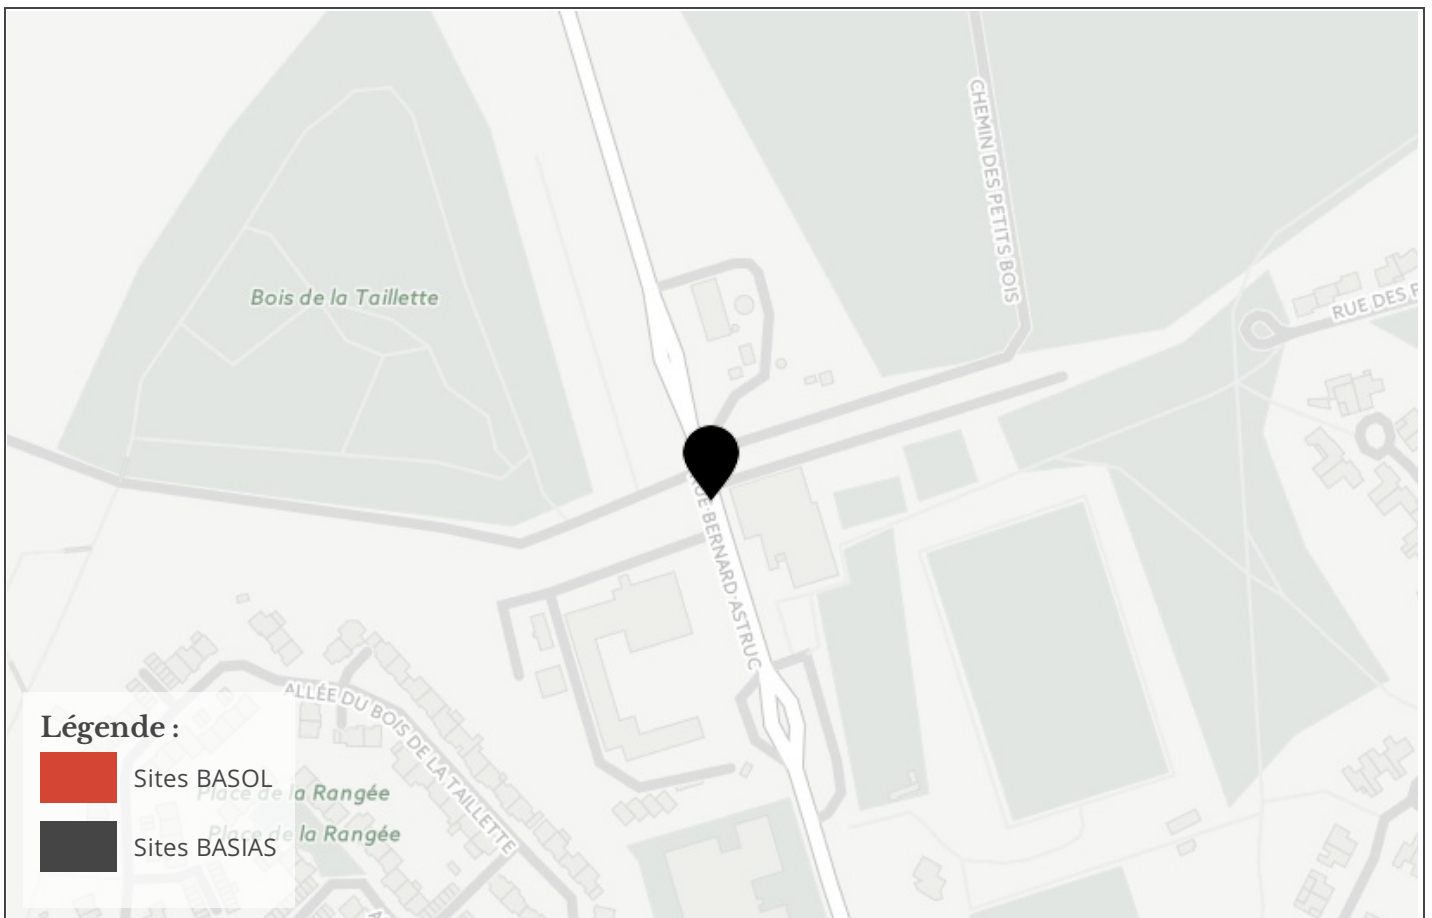 CHEMIN DES PETITS BOIS
Bois de la Taillette
RUE DES
RUE BERNARD ASTRUC
ALLÉE DU BOIS DE LA TAILLETTE
Légende :
Sites BASOL
Place de la Rangée
Place de la Rangée
Sites BASIAS